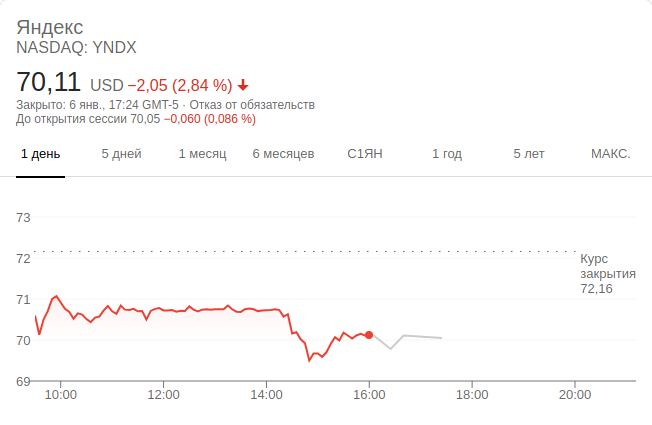 Яндекс
NASDAQ: YNDX
70,11 USD −2,05 (2,84 %)
Закрыто: 6 янв., 17:24 GMT-5 · Отказ от обязательств
До открытия сессии 70,05 −0,060 (0,086 %)
1 день 5 дней 1 месяц 6 месяцев С1ЯН 1 год 5 лет МАКС.
73
72
71
70
69
Курс
закрытия
72,16
10:00 12:00 14:00 16:00 18:00 20:00